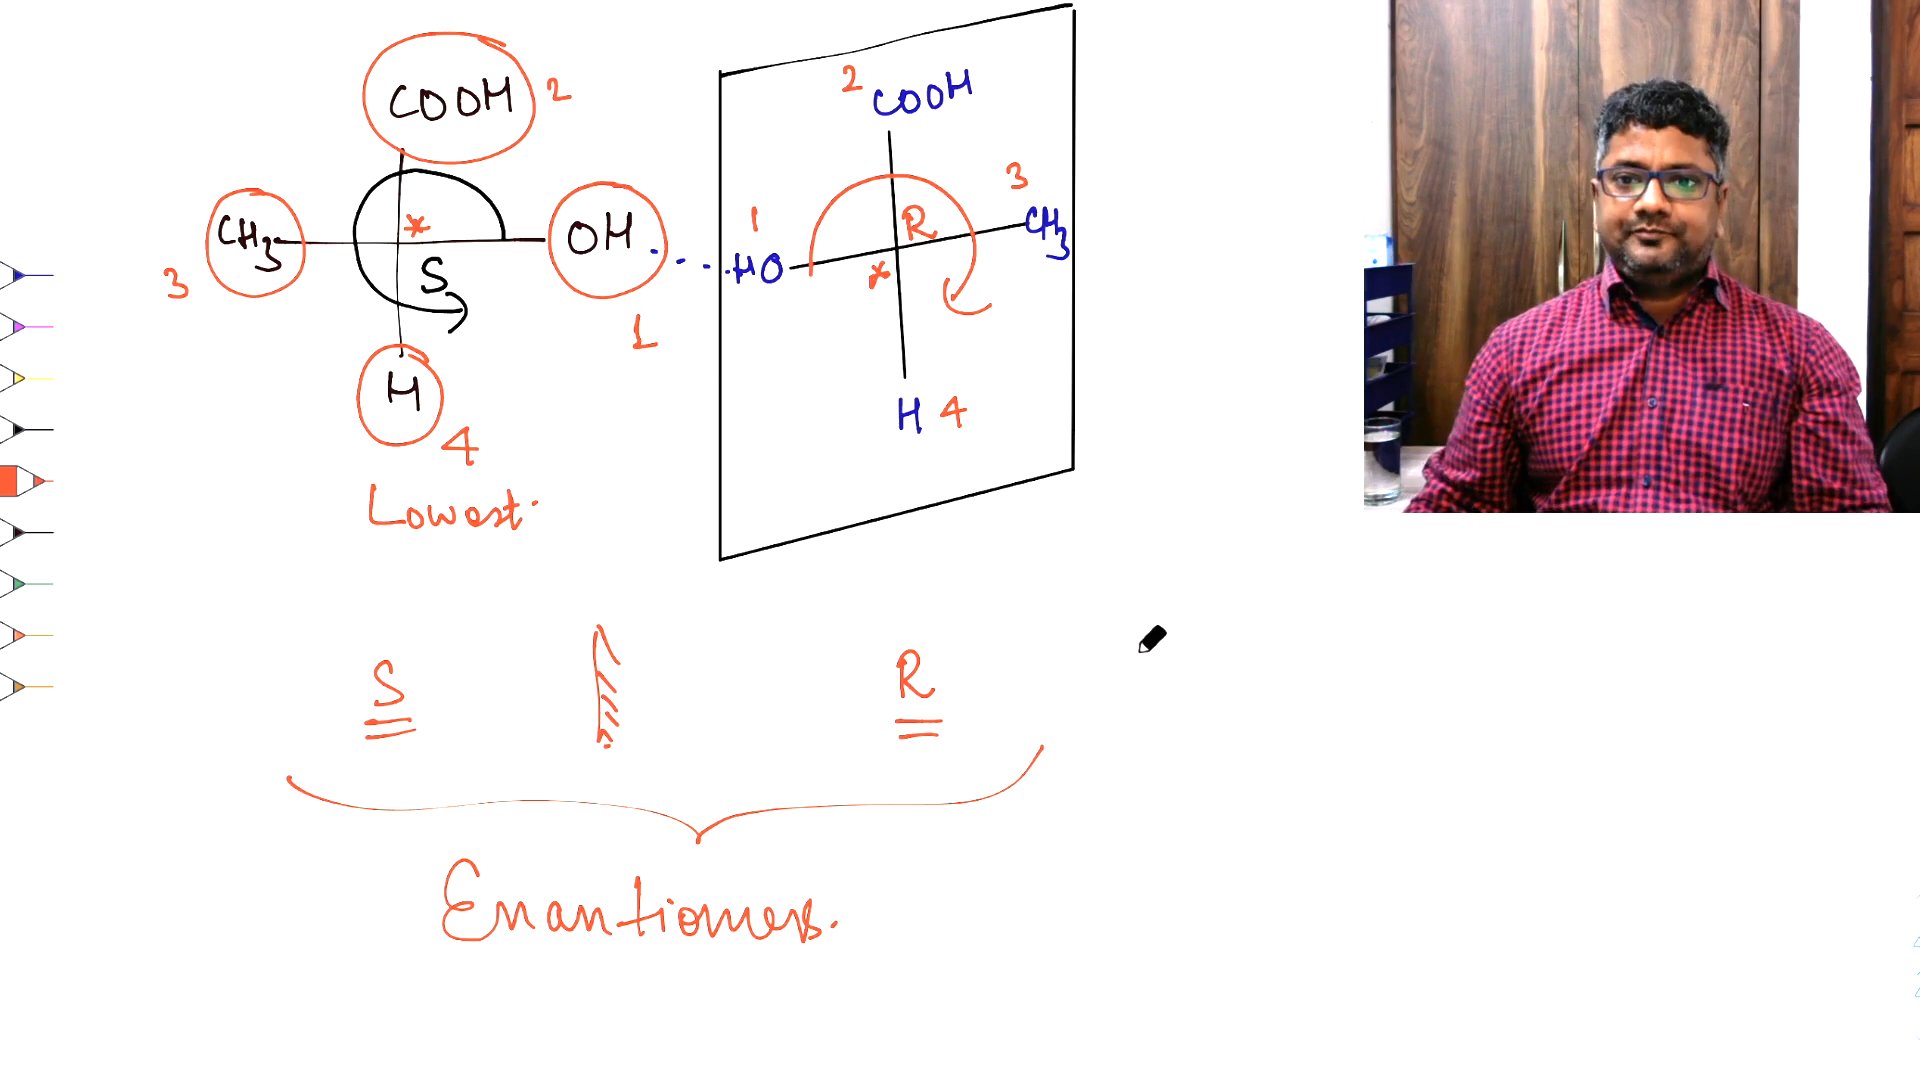 COOH 2
CH3 * OH
3 S 1
H
4
Lowest.
2 COOH
3
1 R CH3
HO *
H 4
S R
Enantiomers.